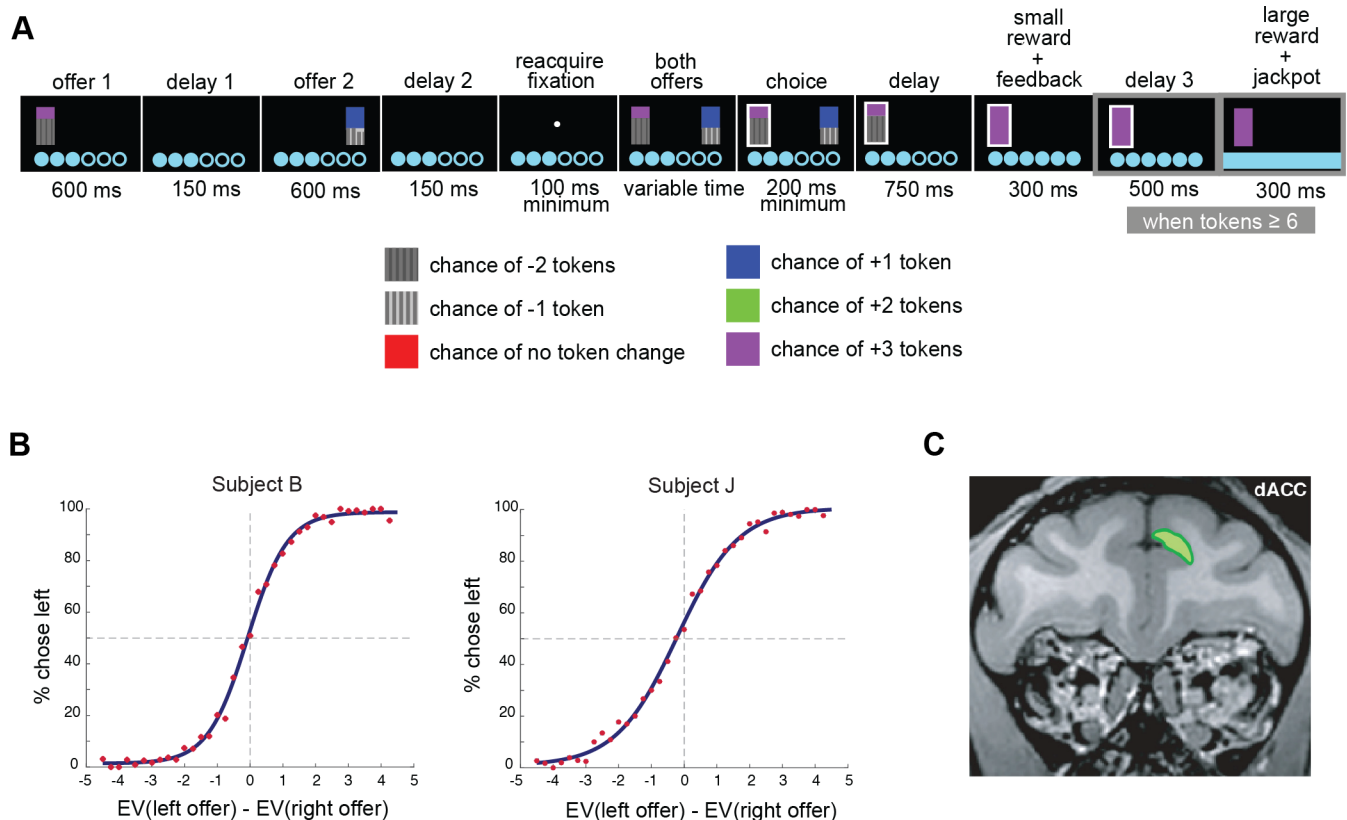 A
offer 1
delay 1
offer 2
delay 2
reacquire
fixation
both
offers
choice
delay
small
reward
+
feedback
delay 3
large
reward
+
jackpot
600 ms
150 ms
600 ms
150 ms
100 ms
minimum
variable time
200 ms
minimum
750 ms
300 ms
500 ms
300 ms
when tokens ≥ 6
chance of -2 tokens
chance of -1 token
chance of no token change
chance of +1 token
chance of +2 tokens
chance of +3 tokens
B
Subject B
% chose left
100
80
60
40
20
0
-5 -4 -3 -2 -1 0 1 2 3 4 5
EV(left offer) - EV(right offer)
Subject J
% chose left
100
80
60
40
20
0
-5 -4 -3 -2 -1 0 1 2 3 4 5
EV(left offer) - EV(right offer)
C
dACC